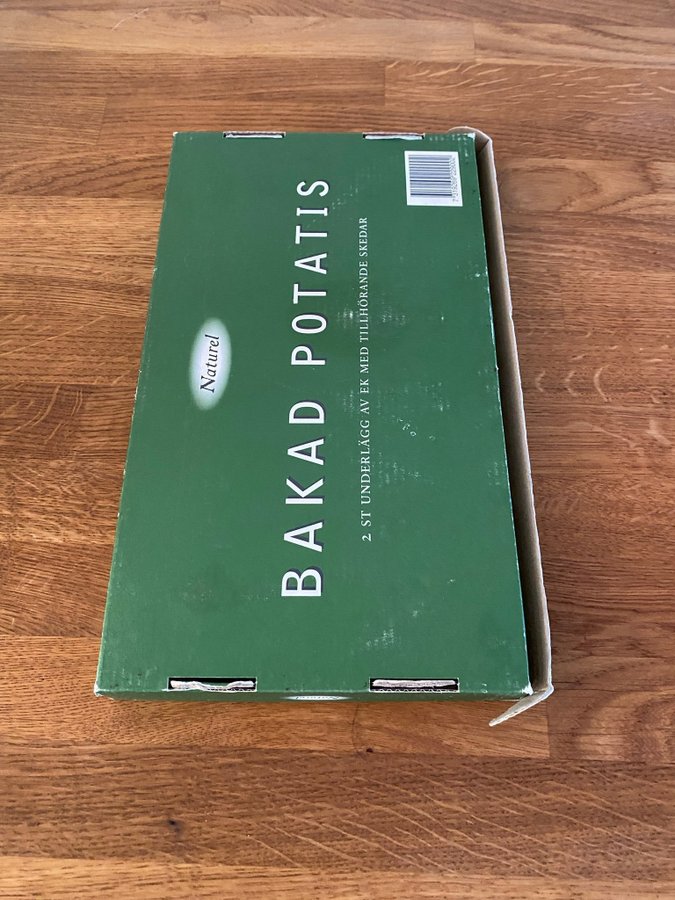 Naturel
BAKAD POTATIS
2 ST UNDERLÄGG AV EK MED TILLHÖRANDE SKEDAR